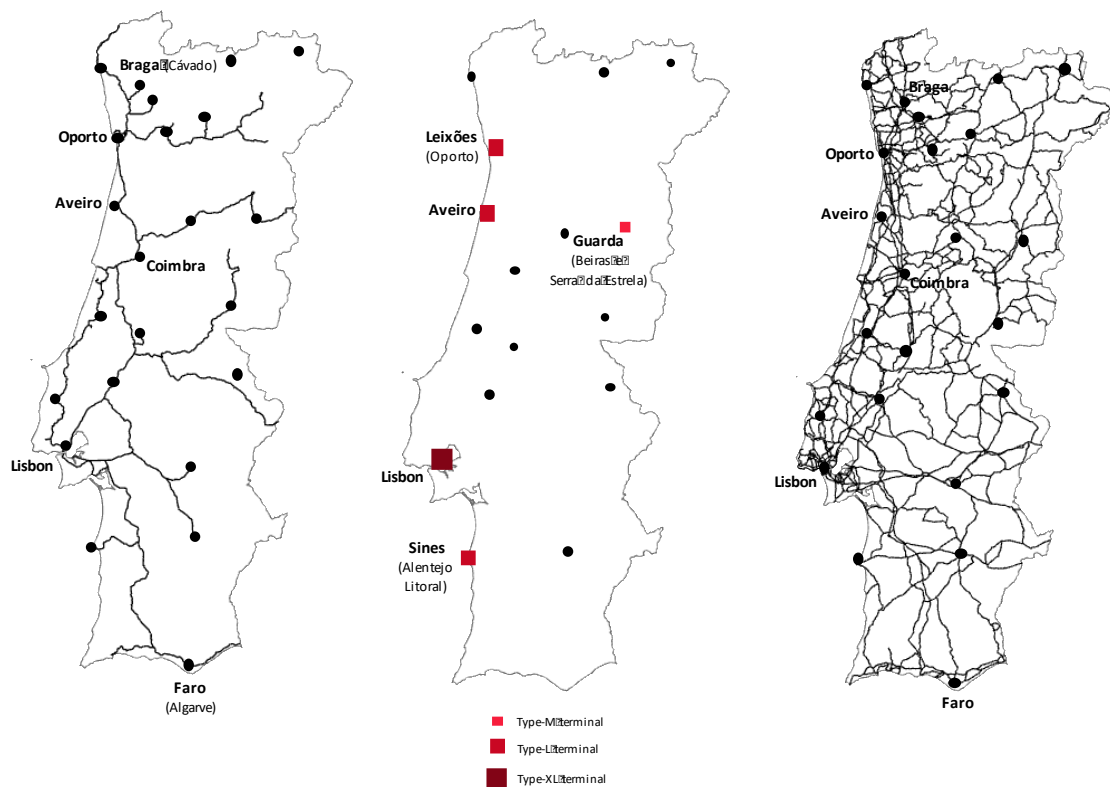 Braga (Cávado)
Oporto
Aveiro
Coimbra
Lisbon
Faro
(Algarve)
Leixões
(Oporto)
Aveiro
Guarda
(Beiras e
Serra da Estrela)
Lisbon
Sines
(Alentejo
Litoral)
Type-M terminal
Type-L terminal
Type-XL terminal
Braga
Oporto
Aveiro
Coimbra
Lisbon
Faro